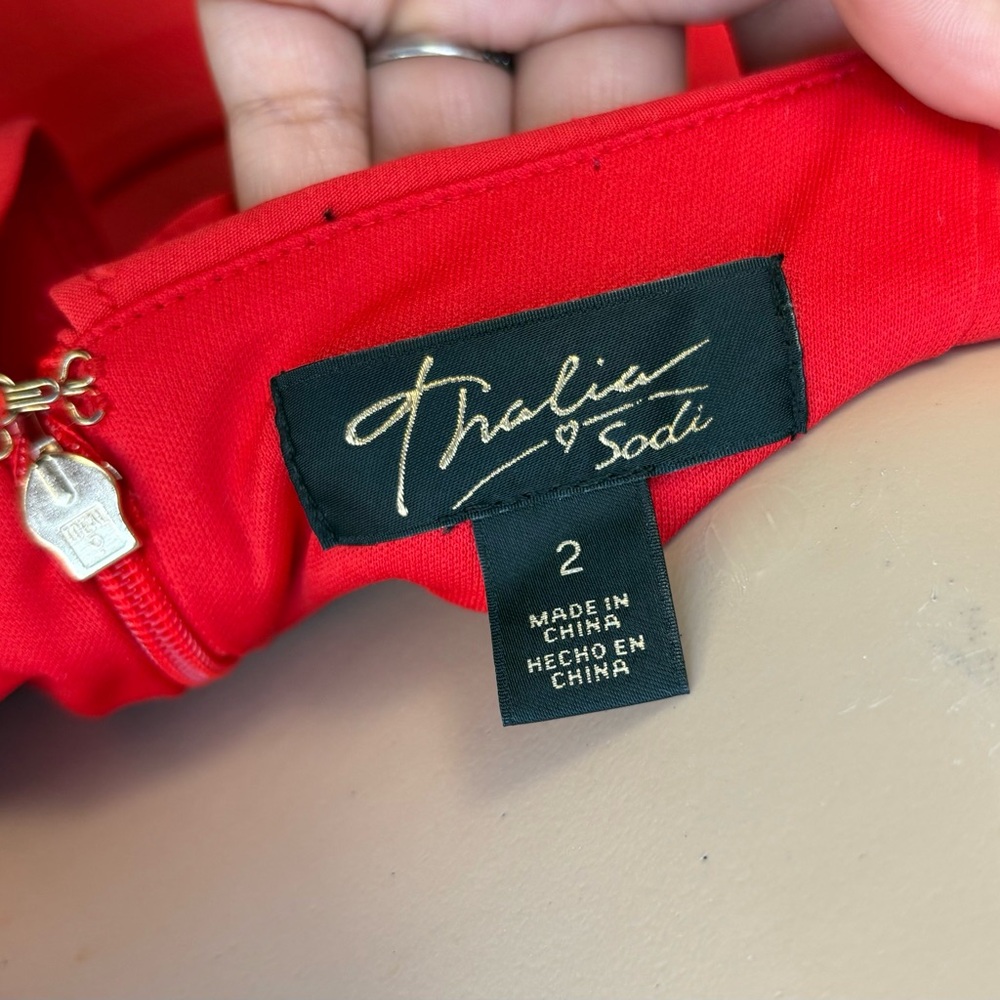 Thalia
Sodi
2
MADE IN
CHINA
HECHO EN
CHINA